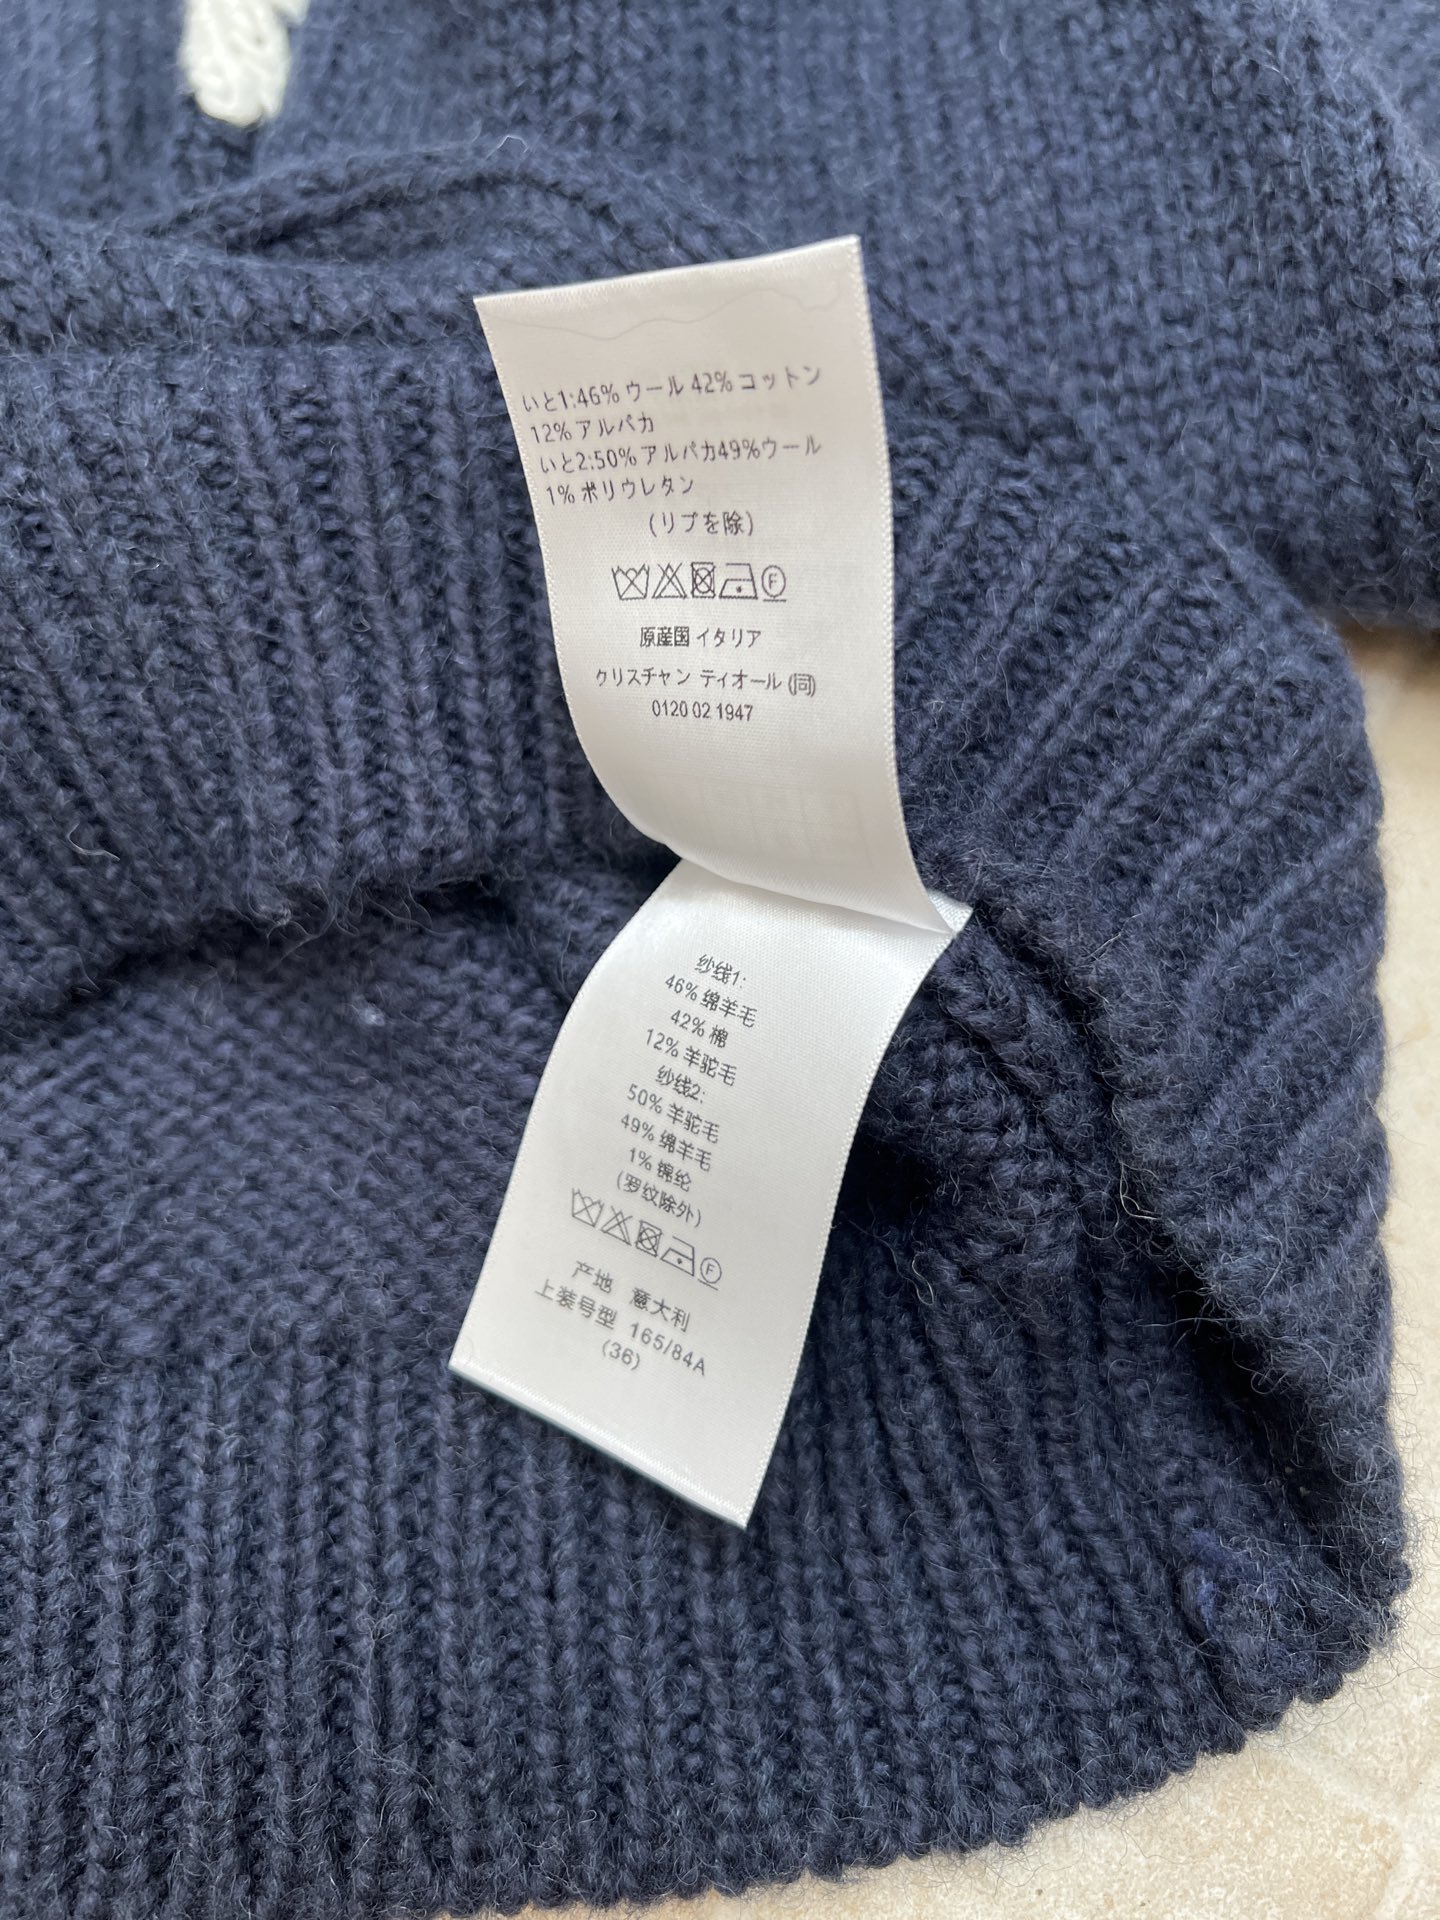 いと1:46% ウール 42% コットン
12% アルパカ
いと2:50% アルパカ49%ウール
1% ポリウレタン
(リブを除)
F
原産国 イタリア
クリスチャン ディオール (同)
0120 02 1947
纱线1:
46% 绵羊毛
42% 棉
12% 羊驼毛
纱线2:
50% 羊驼毛
49% 绵羊毛
1% 锦纶
(罗纹除外)
F
产地 意大利
上装号型 165/84A
(36)